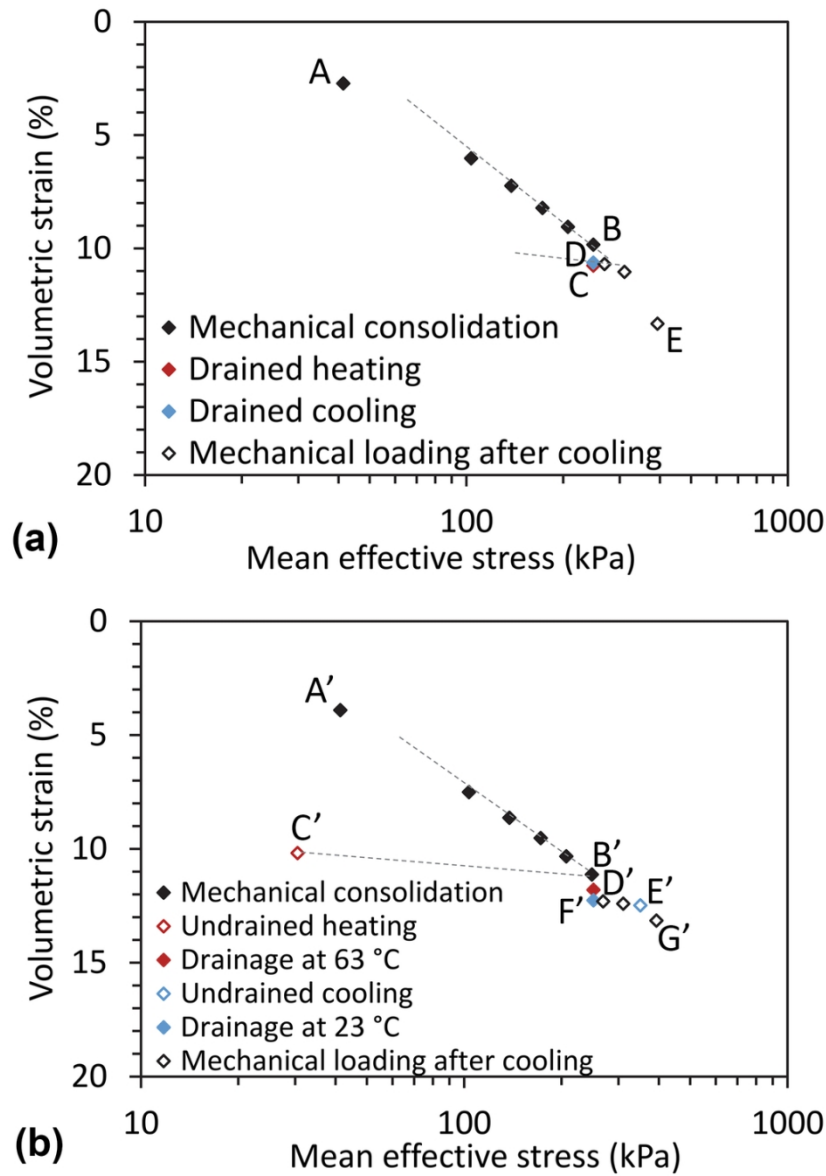 0
5
10
15
20
Volumetric strain (%)
A
B
D
C
E
Mechanical consolidation
Drained heating
Drained cooling
Mechanical loading after cooling
10
100
1000
Mean effective stress (kPa)
(a)
0
5
10
15
20
Volumetric strain (%)
A’
C’
B’
D’
E’
F’
G’
Mechanical consolidation
Undrained heating
Drainage at 63 °C
Undrained cooling
Drainage at 23 °C
Mechanical loading after cooling
10
100
1000
Mean effective stress (kPa)
(b)